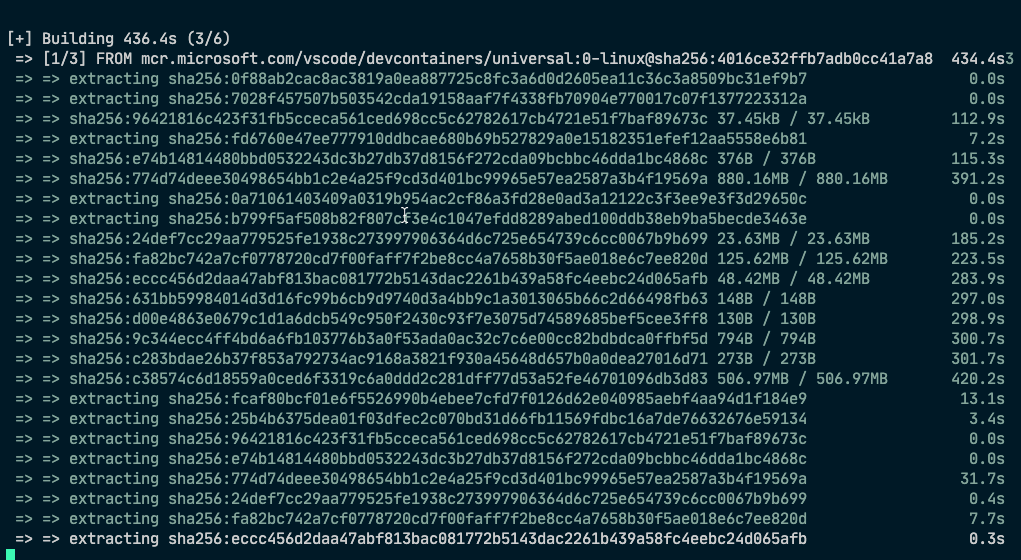 [+] Building 436.4s (3/6)
=> [1/3] FROM mcr.microsoft.com/vscode/devcontainers/universal:0-linux@sha256:4016ce32ffb7adb0cc41a7a8 434.4s3
=> => extracting sha256:0f88ab2cac8ac3819a0ea887725c8fc3a6d0d2605ea11c36c3a8509bc31ef9b7 0.0s
=> => extracting sha256:7028f457507b503542cda19158aaf7f4338fb70904e770017c07f1377223312a 0.0s
=> => sha256:96421816c423f31fb5cceca561ced698cc5c62782617cb4721e51f7baf89673c 37.45kB / 37.45kB 112.9s
=> => extracting sha256:fd6760e47ee777910ddbcae680b69b527829a0e15182351efef12aa5558e6b81 7.2s
=> => sha256:e74b14814480bbd0532243dc3b27db37d8156f272cda09bcbbc46dda1bc4868c 376B / 376B 115.3s
=> => sha256:774d74deee30498654bb1c2e4a25f9cd3d401bc99965e57ea2587a3b4f19569a 880.16MB / 880.16MB 391.2s
=> => extracting sha256:0a71061403409a0319b954ac2cf86a3fd28e0ad3a12122c3f3ee9e3f3d29650c 0.0s
=> => extracting sha256:b799f5af508b82f807cf3e4c1047efdd8289abed100ddb38eb9ba5becde3463e 0.0s
=> => sha256:24def7cc29aa779525fe1938c273997906364d6c725e654739c6cc0067b9b699 23.63MB / 23.63MB 185.2s
=> => sha256:fa82bc742a7cf0778720cd7f00faff7f2be8cc4a7658b30f5ae018e6c7ee820d 125.62MB / 125.62MB 223.5s
=> => sha256:eccc456d2daa47abf813bac081772b5143dac2261b439a58fc4eebc24d065afb 48.42MB / 48.42MB 283.9s
=> => sha256:631bb59984014d3d16fc99b6cb9d9740d3a4bb9c1a3013065b66c2d66498fb63 148B / 148B 297.0s
=> => sha256:d00e4863e0679c1d1a6dcb549c950f2430c93f7e3075d74589685bef5cee3ff8 130B / 130B 298.9s
=> => sha256:9c344ecc4ff4bd6a6fb103776b3a0f53ada0ac32c7c6e00cc82bdbdca0ffbf5d 794B / 794B 300.7s
=> => sha256:c283bdae26b37f853a792734ac9168a3821f930a45648d657b0a0dea27016d71 273B / 273B 301.7s
=> => sha256:c38574c6d18559a0ced6f3319c6a0ddd2c281dff77d53a52fe46701096db3d83 506.97MB / 506.97MB 420.2s
=> => extracting sha256:fcaf80bcf01e6f5526990b4ebee7cfd7f0126d62e040985aebf4aa94d1f184e9 13.1s
=> => extracting sha256:25b4b6375dea01f03dfec2c070bd31d66fb11569fdbc16a7de76632676e59134 3.4s
=> => extracting sha256:96421816c423f31fb5cceca561ced698cc5c62782617cb4721e51f7baf89673c 0.0s
=> => extracting sha256:e74b14814480bbd0532243dc3b27db37d8156f272cda09bcbbc46dda1bc4868c 0.0s
=> => extracting sha256:774d74deee30498654bb1c2e4a25f9cd3d401bc99965e57ea2587a3b4f19569a 31.7s
=> => extracting sha256:24def7cc29aa779525fe1938c273997906364d6c725e654739c6cc0067b9b699 0.4s
=> => extracting sha256:fa82bc742a7cf0778720cd7f00faff7f2be8cc4a7658b30f5ae018e6c7ee820d 7.7s
=> => extracting sha256:eccc456d2daa47abf813bac081772b5143dac2261b439a58fc4eebc24d065afb 0.3s